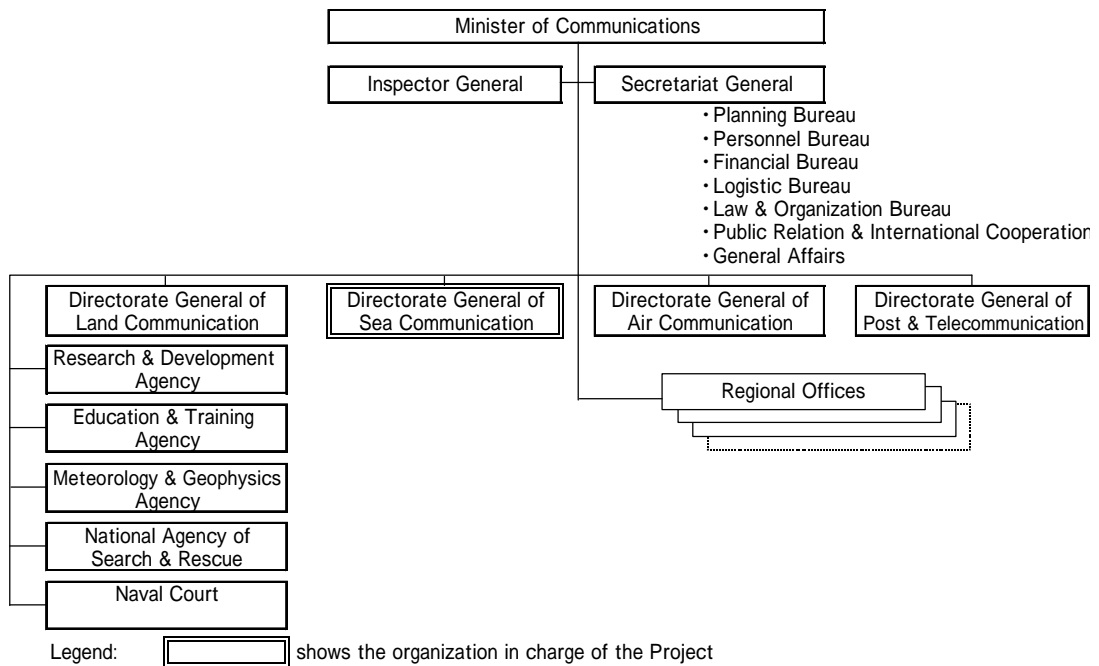 Minister of Communications
Inspector General
Secretariat General
・Planning Bureau
・Personnel Bureau
・Financial Bureau
・Logistic Bureau
・Law & Organization Bureau
・Public Relation & International Cooperation
・General Affairs
Directorate General of
Land Communication
Directorate General of
Sea Communication
Directorate General of
Air Communication
Directorate General of
Post & Telecommunication
Research & Development
Agency
Education & Training
Agency
Meteorology & Geophysics
Agency
National Agency of
Search & Rescue
Naval Court
Regional Offices
Legend: shows the organization in charge of the Project